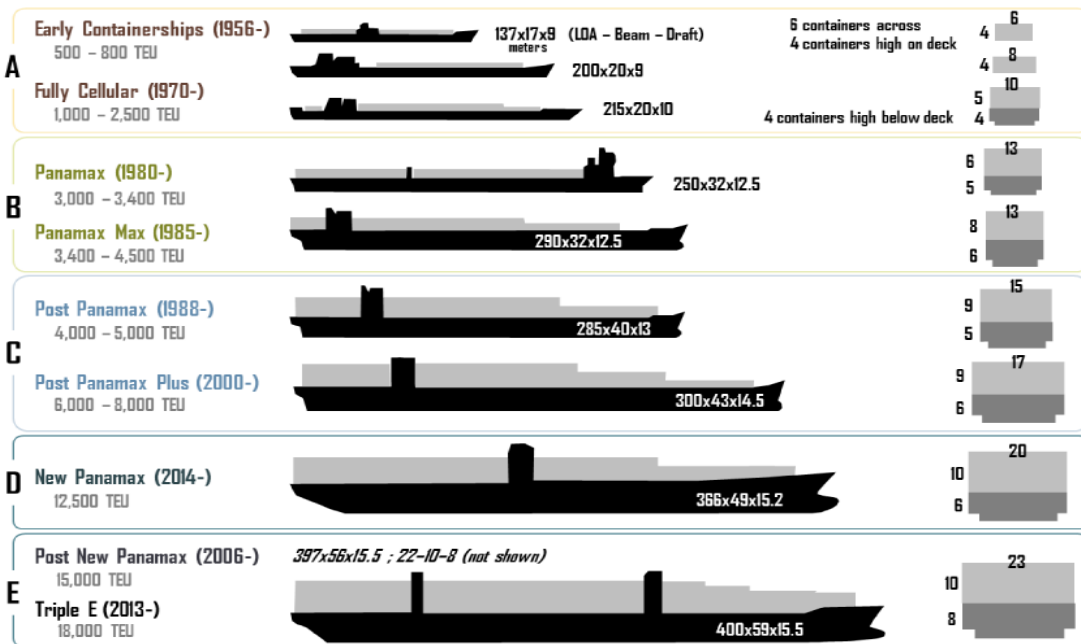 A
Early Containerships (1956-)
500 – 800 TEU
137x17x9 (LOA – Beam – Draft)
meters
200x20x9
6 containers across
4 containers high on deck
6
4
8
4
Fully Cellular (1970-)
1,000 – 2,500 TEU
215x20x10
4 containers high below deck
10
5
4
B
Panamax (1980-)
3,000 – 3,400 TEU
250x32x12.5
13
6
5
Panamax Max (1985-)
3,400 – 4,500 TEU
290x32x12.5
13
8
6
C
Post Panamax (1988-)
4,000 – 5,000 TEU
285x40x13
15
9
5
Post Panamax Plus (2000-)
6,000 – 8,000 TEU
300x43x14.5
17
9
6
D
New Panamax (2014-)
12,500 TEU
366x49x15.2
20
10
6
E
Post New Panamax (2006-)
15,000 TEU
397x56x15.5 ; 22-10-8 (not shown)
Triple E (2013-)
18,000 TEU
400x59x15.5
23
10
8